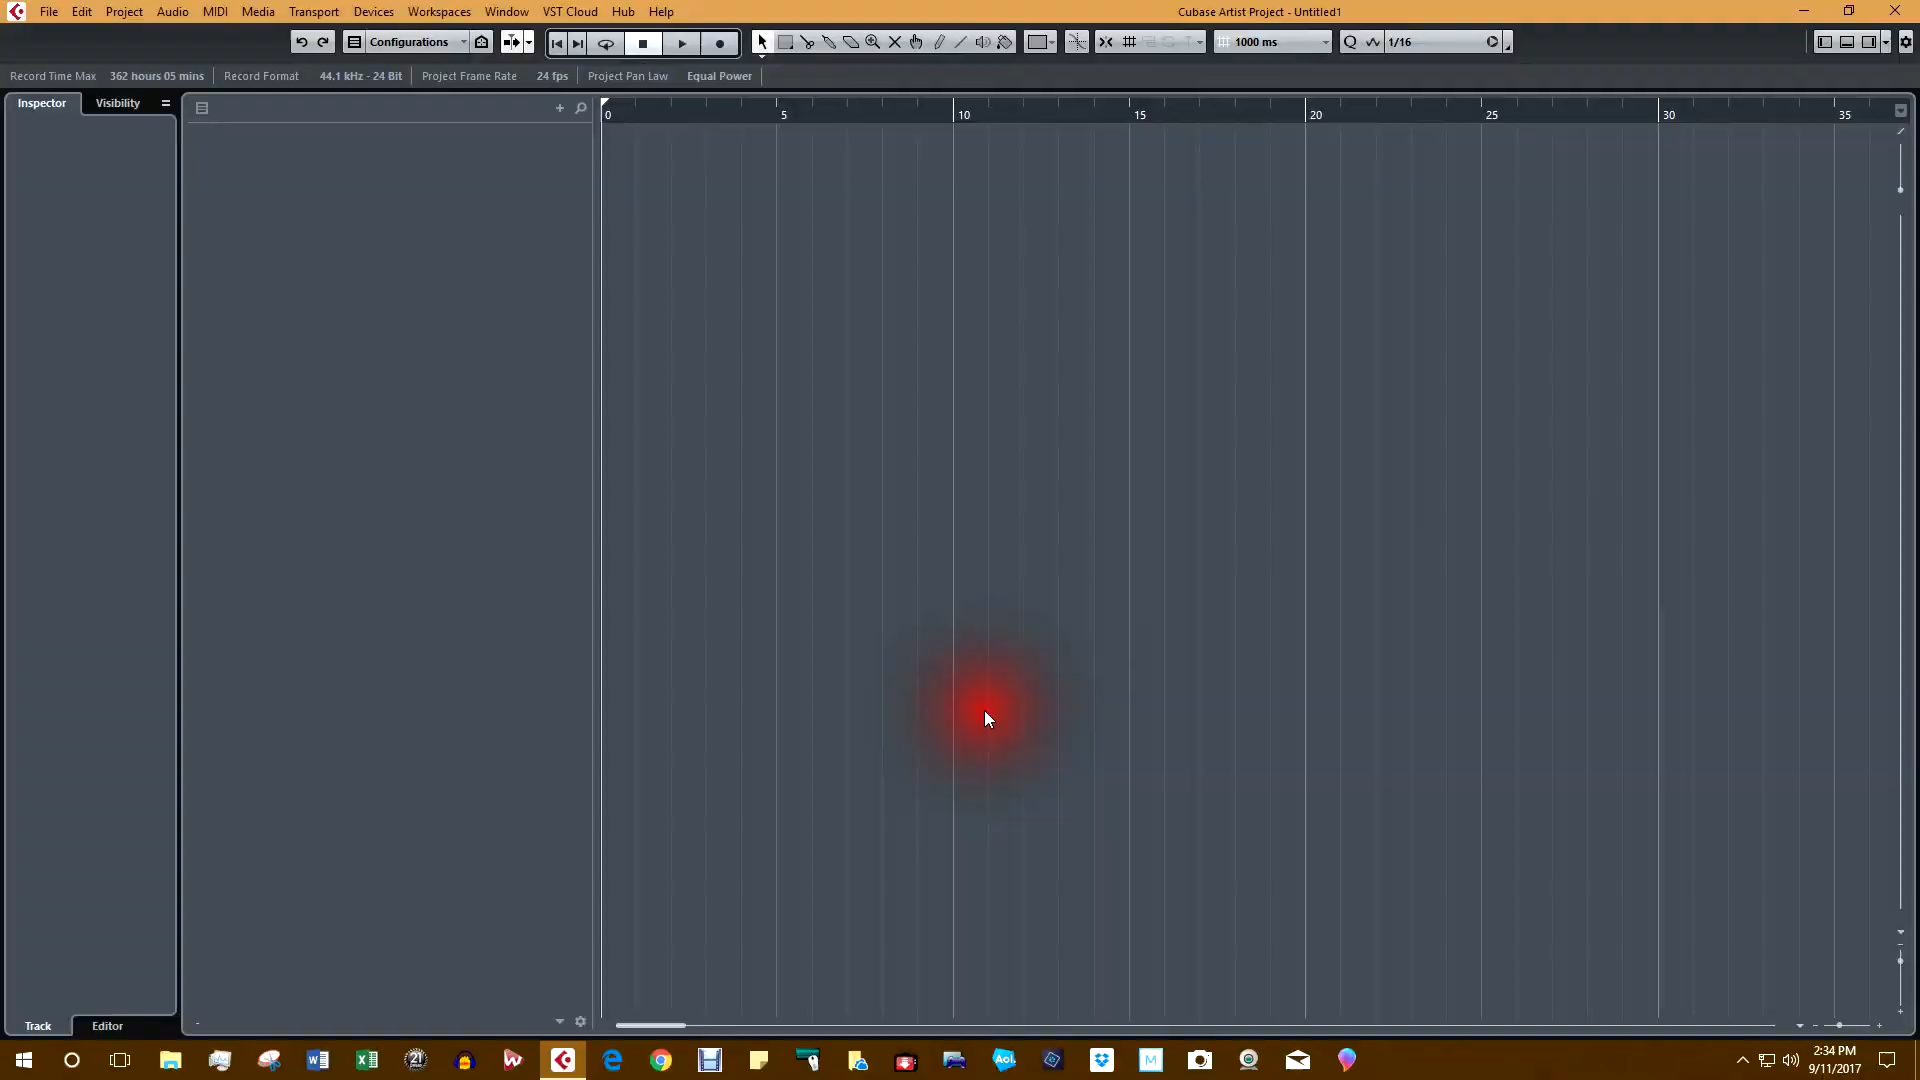 File Edit Project Audio MIDI Media Transport Devices Workspaces Window VST Cloud Hub Help Cubase Artist Project - Untitled1
Configurations 1000 ms Q 1/16
Record Time Max 362 hours 05 mins Record Format 44.1 kHz - 24 Bit Project Frame Rate 24 fps Project Pan Law Equal Power
Inspector Visibility
0 5 10 15 20 25 30 35
Track Editor
21
Aol.
M
2:34 PM
9/11/2017